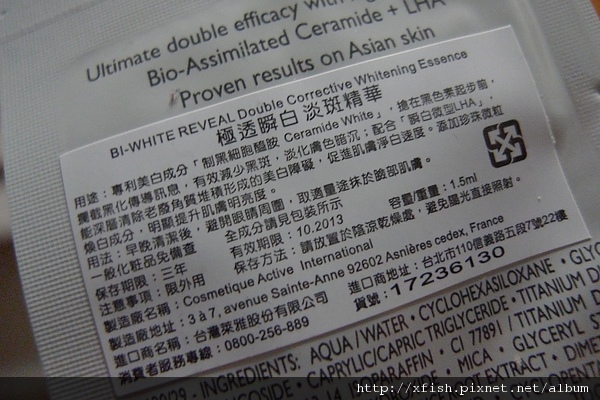 Ultimate double efficacy with
Bio-Assimilated Ceramide + LHA
Proven results on Asian skin
BI-WHITE REVEAL Double Corrective Whitening Essence
極透瞬白 淡斑精華
用途：專利美白成分「制黑細胞醯胺 Ceramide White」，搶在黑色素起步前，
攔截黑化傳導訊息，有效減少黑斑，淡化膚色暗沉；配合「瞬白微型LHA」，
能深層清除老廢角質堆積形成的美白障礙，促進肌膚淨白速度。添加珍珠微粒
煥白成分，明顯提升肌膚明亮度。
用法：早晚清潔後，避開眼睛周圍，取適量塗抹於臉部肌膚。
一般化粧品免備查 全成分請見包裝所示 容量/重量：1.5ml
保存期限：三年 有效期限：10.2013
注意事項：限外用 保存方法：請放置於陰涼乾燥處，避免陽光直接照射。
製造廠名稱：Cosmetique Active International
製造廠地址：3 à 7, avenue Sainte-Anne 92602 Asnières cedex, France
進口商名稱：台灣萊雅股份有限公司 進口商地址：台北市110信義路五段7號22樓
消費者服務專線：0800-256-889 貨號：17236130
INGREDIENTS: AQUA / WATER • CYCLOHEXASILOXANE • GLYC
COSIDE • CAPRYLIC/CAPRIC TRIGLYCERIDE • TITANIUM D
PARAFFIN • CI 77891 / TITANIUM D
MICA • GLYCERYL S
EXTRACT • DIME
http://xfish.pixnet.net/album